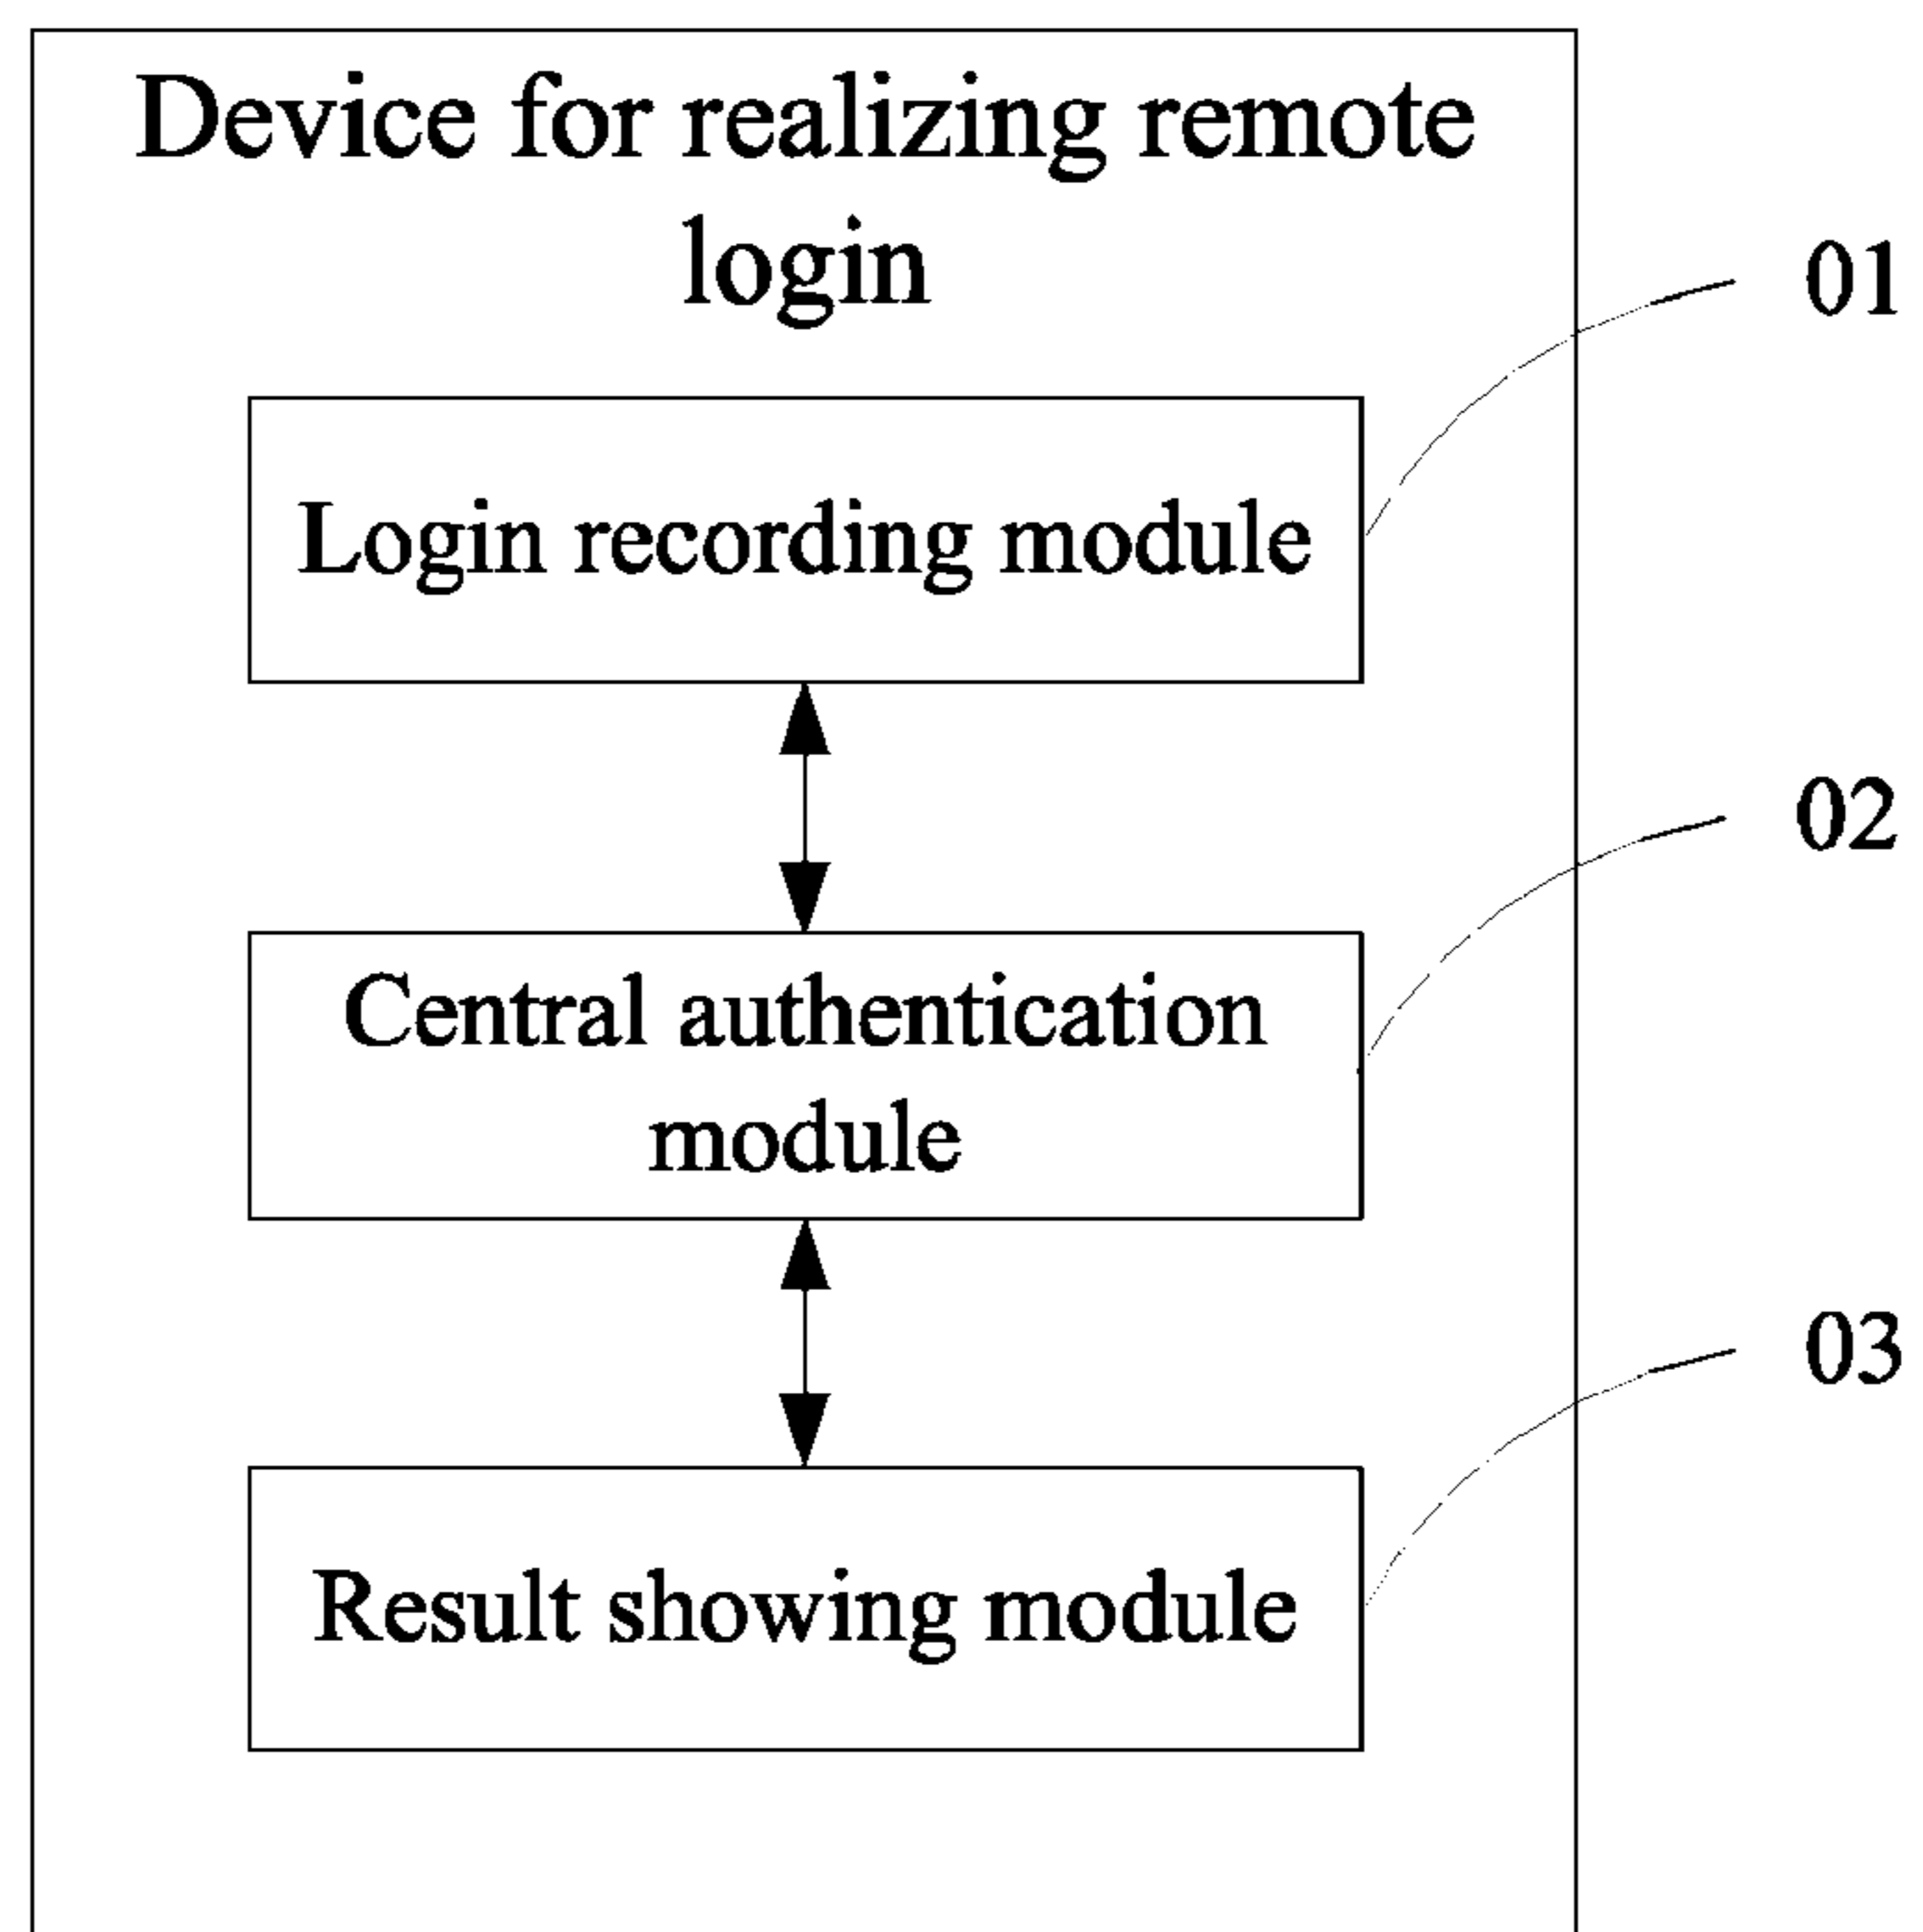 Device for realizing remote
login
01
Login recording module
02
Central authentication
module
03
Result showing module